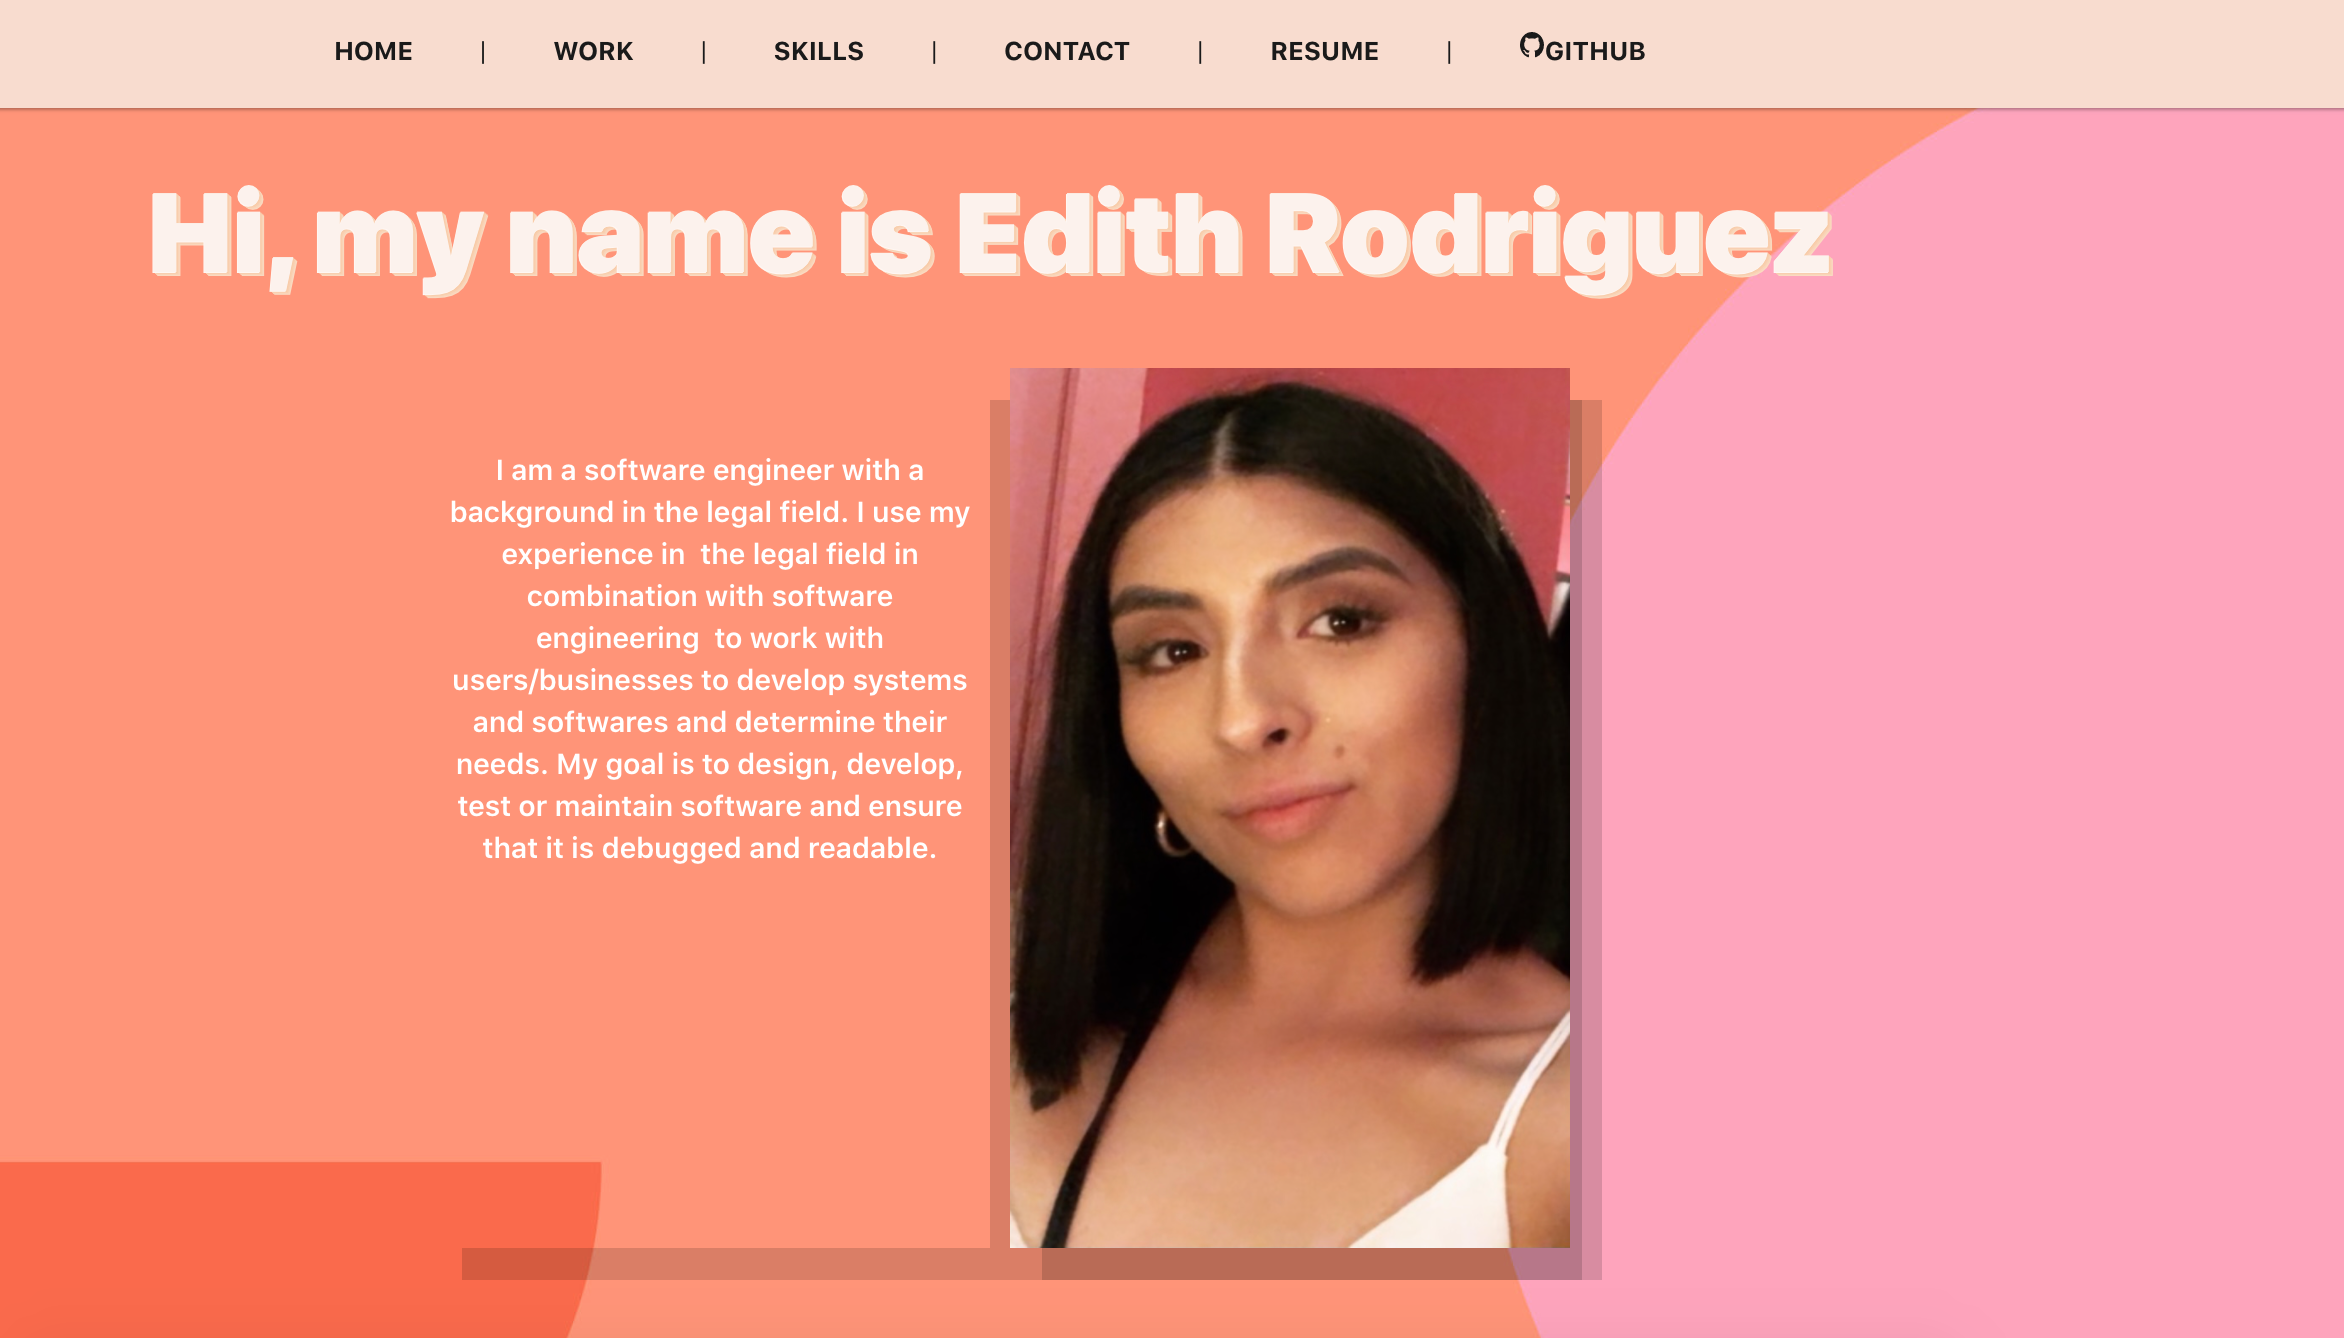 HOME | WORK | SKILLS | CONTACT | RESUME | GITHUB
Hi, my name is Edith Rodriguez
I am a software engineer with a
background in the legal field. I use my
experience in  the legal field in
combination with software
engineering  to work with
users/businesses to develop systems
and softwares and determine their
needs. My goal is to design, develop,
test or maintain software and ensure
that it is debugged and readable.